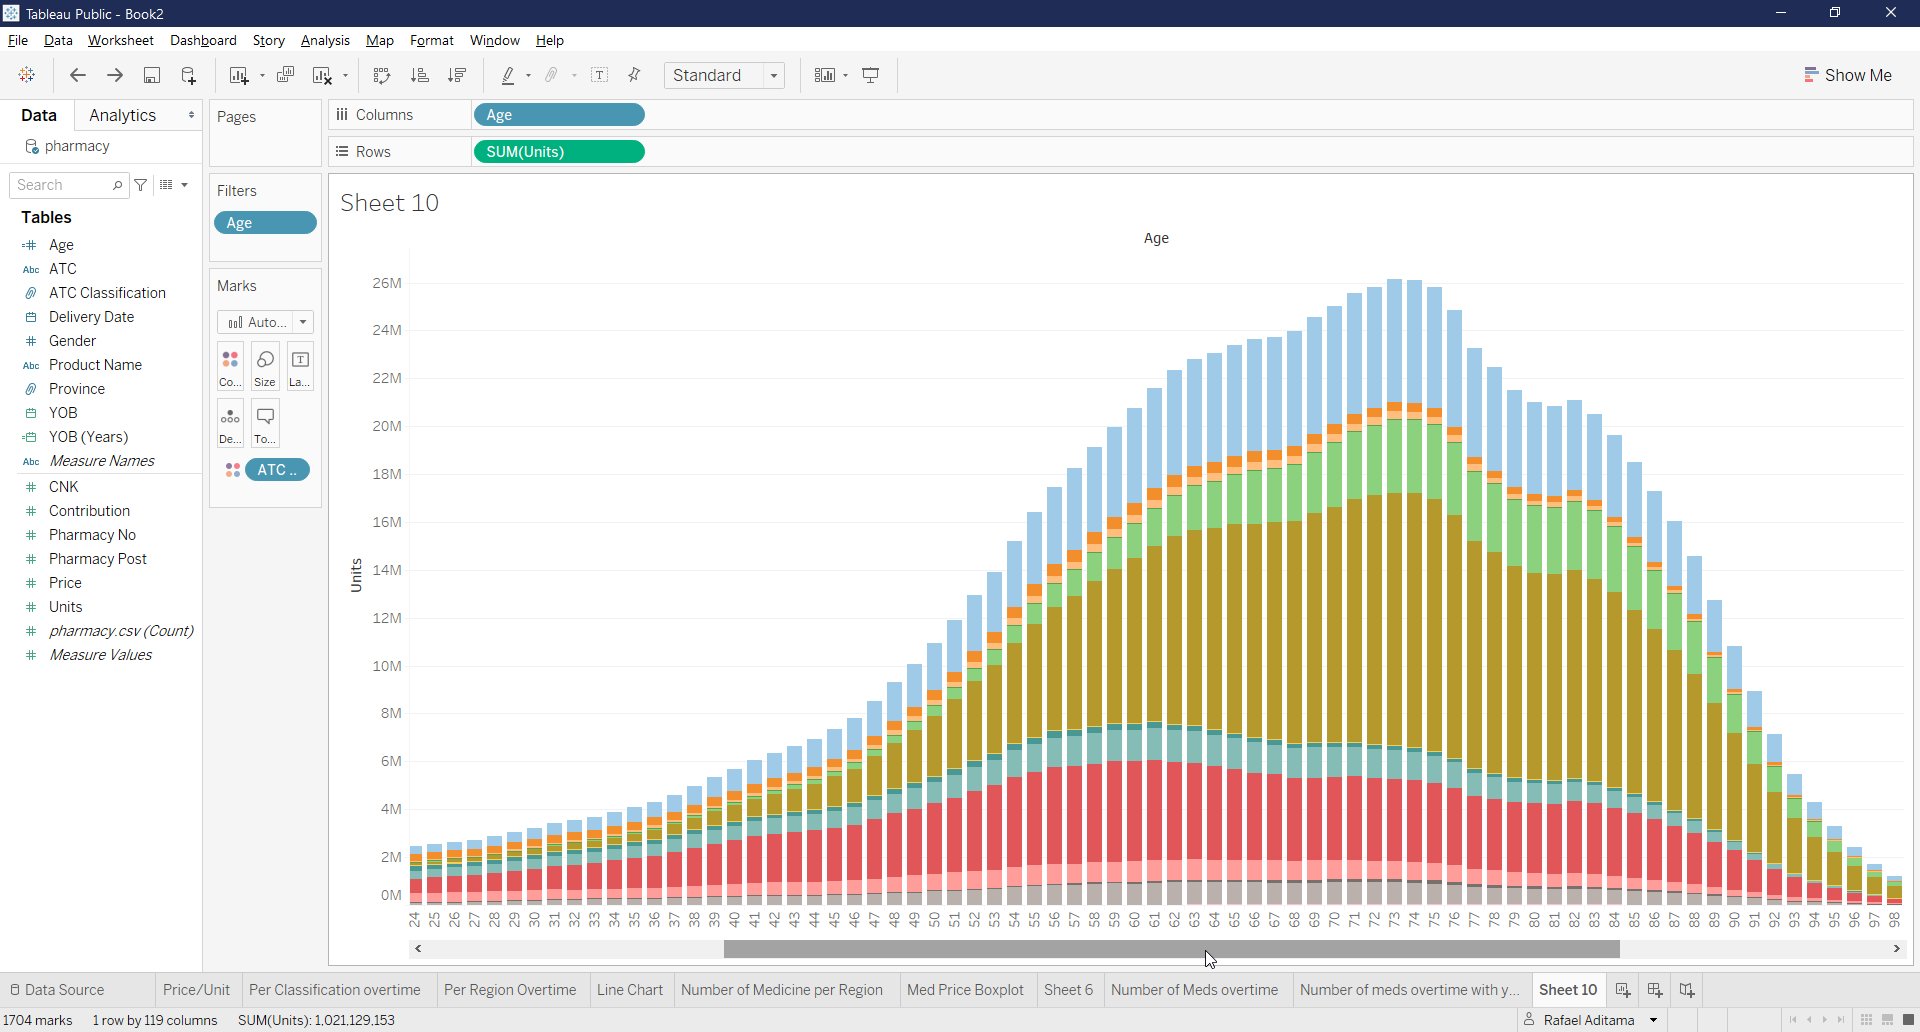 Tableau Public - Book2
File Data Worksheet Dashboard Story Analysis Map Format Window Help
Standard
Show Me
Data Analytics
pharmacy
Search
Tables
Age
Abc ATC
ATC Classification
Delivery Date
Gender
Abc Product Name
Province
YOB
YOB (Years)
Abc Measure Names
CNK
Contribution
Pharmacy No
Pharmacy Post
Price
Units
pharmacy.csv (Count)
Measure Values
Pages
Filters
Age
Marks
Auto...
Co... Size La...
De... To...
ATC ..
Columns Age
Rows SUM(Units)
Sheet 10
Age
Units
26M
24M
22M
20M
18M
16M
14M
12M
10M
8M
6M
4M
2M
0M
24 25 26 27 28 29 30 31 32 33 34 35 36 37 38 39 40 41 42 43 44 45 46 47 48 49 50 51 52 53 54 55 56 57 58 59 60 61 62 63 64 65 66 67 68 69 70 71 72 73 74 75 76 77 78 79 80 81 82 83 84 85 86 87 88 89 90 91 92 93 94 95 96 97 98
Data Source Price/Unit Per Classification overtime Per Region Overtime Line Chart Number of Medicine per Region Med Price Boxplot Sheet 6 Number of Meds overtime Number of meds overtime with y... Sheet 10
1704 marks 1 row by 119 columns SUM(Units): 1,021,129,153 Rafael Aditama